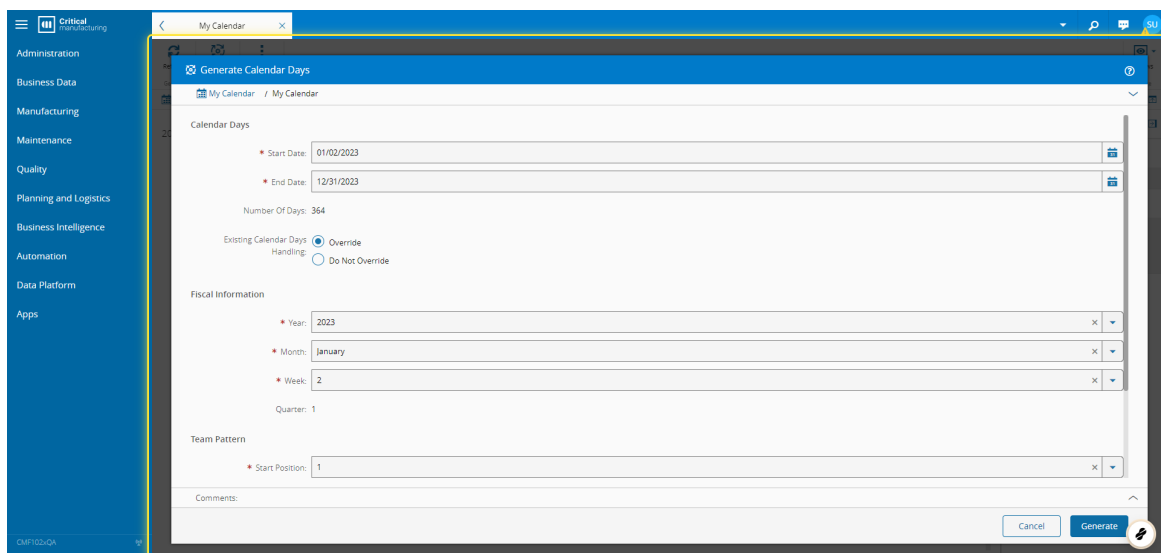 Critical manufacturing
My Calendar
SU
Administration
Business Data
Manufacturing
Maintenance
Quality
Planning and Logistics
Business Intelligence
Automation
Data Platform
Apps
CMF102xQA
Generate Calendar Days
My Calendar / My Calendar
Calendar Days
* Start Date: 01/02/2023
* End Date: 12/31/2023
Number Of Days: 364
Existing Calendar Days Handling:
Override
Do Not Override
Fiscal Information
* Year: 2023
* Month: January
* Week: 2
Quarter: 1
Team Pattern
* Start Position: 1
Comments:
Cancel Generate